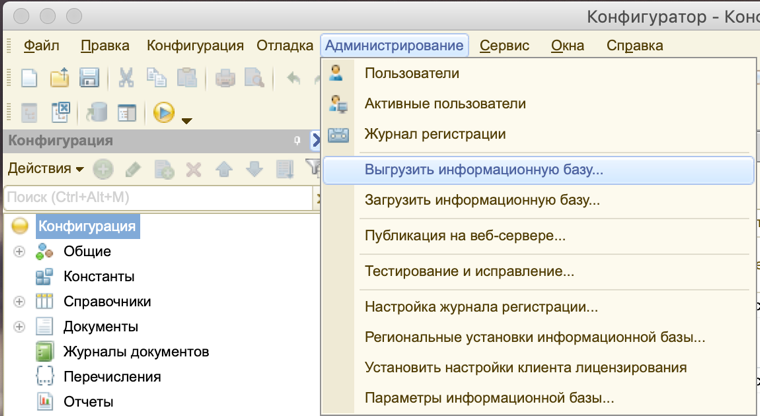 Конфигуратор - Кон
Файл Правка Конфигурация Отладка Администрирование Сервис Окна Справка
Конфигурация
Действия
Поиск (Ctrl+Alt+M)
Конфигурация
Общие
Константы
Справочники
Документы
Журналы документов
Перечисления
Отчеты
Пользователи
Активные пользователи
Журнал регистрации
Выгрузить информационную базу...
Загрузить информационную базу...
Публикация на веб-сервере...
Тестирование и исправление...
Настройка журнала регистрации...
Региональные установки информационной базы...
Установить настройки клиента лицензирования
Параметры информационной базы...